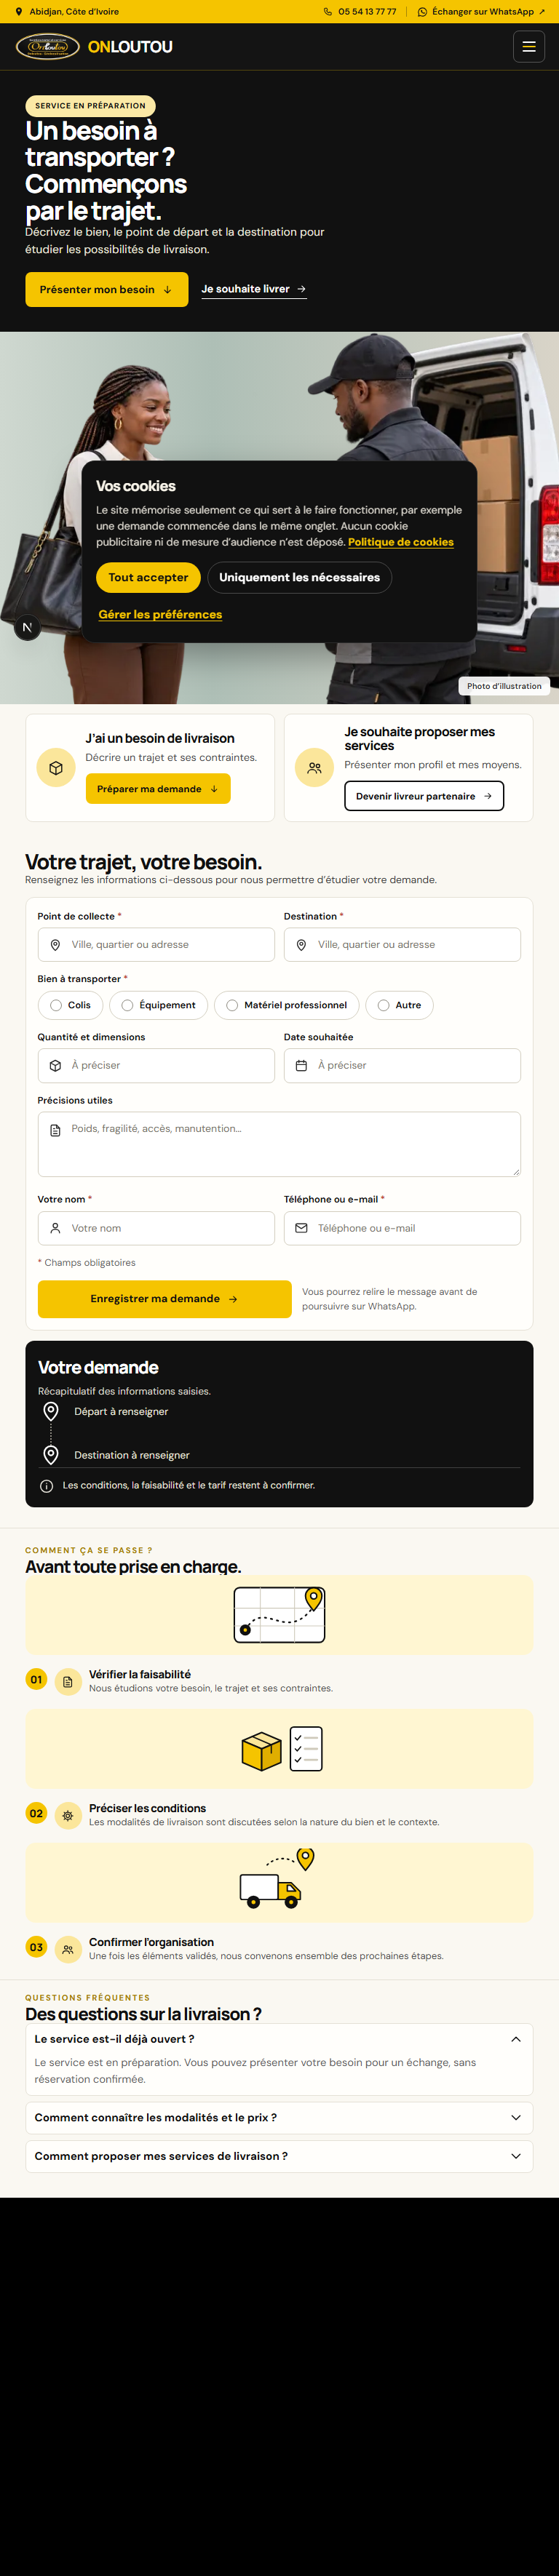 Abidjan, Côte d'Ivoire
05 54 13 77 77
Échanger sur WhatsApp ↗
Onloutou
ONLOUTOU
SERVICE EN PRÉPARATION
Un besoin à
transporter ?
Commençons
par le trajet.
Décrivez le bien, le point de départ et la destination pour
étudier les possibilités de livraison.
Présenter mon besoin ↓
Je souhaite livrer →
Vos cookies
Le site mémorise seulement ce qui sert à le faire fonctionner, par exemple
une demande commencée dans le même onglet. Aucun cookie
publicitaire ni de mesure d'audience n'est déposé. Politique de cookies
Tout accepter
Uniquement les nécessaires
Gérer les préférences
N
Photo d'illustration
J'ai un besoin de livraison
Décrire un trajet et ses contraintes.
Préparer ma demande ↓
Je souhaite proposer mes
services
Présenter mon profil et mes moyens.
Devenir livreur partenaire →
Votre trajet, votre besoin.
Renseignez les informations ci-dessous pour nous permettre d'étudier votre demande.
Point de collecte *
Destination *
Ville, quartier ou adresse
Ville, quartier ou adresse
Bien à transporter *
Colis
Équipement
Matériel professionnel
Autre
Quantité et dimensions
Date souhaitée
À préciser
À préciser
Précisions utiles
Poids, fragilité, accès, manutention...
Votre nom *
Téléphone ou e-mail *
Votre nom
Téléphone ou e-mail
* Champs obligatoires
Enregistrer ma demande →
Vous pourrez relire le message avant de
poursuivre sur WhatsApp.
Votre demande
Récapitulatif des informations saisies.
Départ à renseigner
Destination à renseigner
Les conditions, la faisabilité et le tarif restent à confirmer.
COMMENT ÇA SE PASSE ?
Avant toute prise en charge.
01
Vérifier la faisabilité
Nous étudions votre besoin, le trajet et ses contraintes.
02
Préciser les conditions
Les modalités de livraison sont discutées selon la nature du bien et le contexte.
03
Confirmer l'organisation
Une fois les éléments validés, nous convenons ensemble des prochaines étapes.
QUESTIONS FRÉQUENTES
Des questions sur la livraison ?
Le service est-il déjà ouvert ?
Le service est en préparation. Vous pouvez présenter votre besoin pour un échange, sans
réservation confirmée.
Comment connaître les modalités et le prix ?
Comment proposer mes services de livraison ?